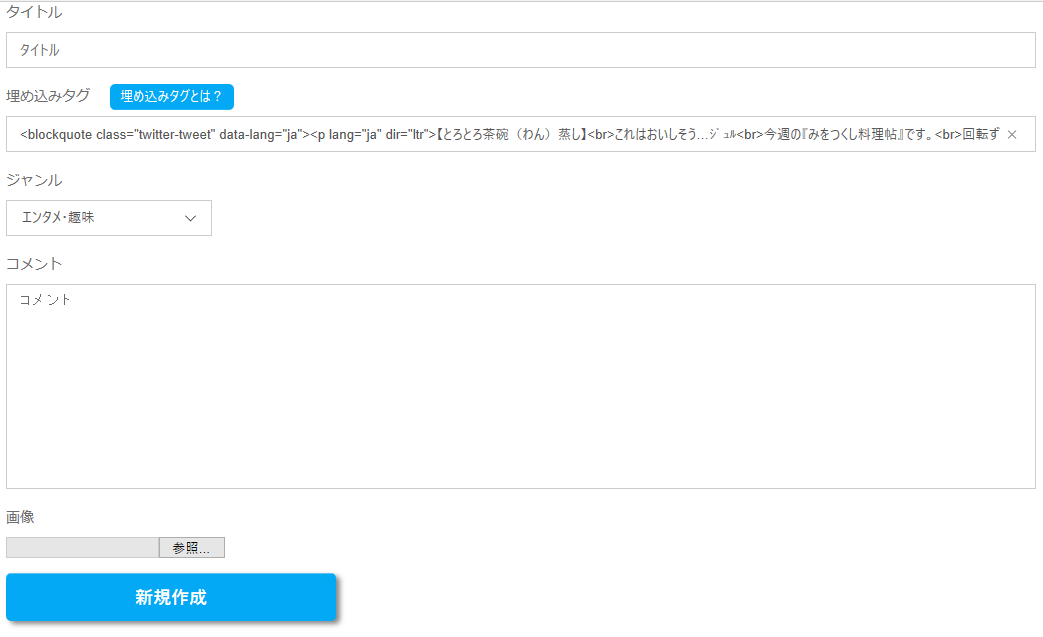 タイトル
タイトル
埋め込みタグ 埋め込みタグとは？
<blockquote class="twitter-tweet" data-lang="ja"><p lang="ja" dir="ltr">【とろとろ茶碗（わん）蒸し】<br>これはおいしそう…ｼﾞｭﾙ<br>今週の『みをつくし料理帖』です。<br>回転ず ×
ジャンル
エンタメ・趣味
コメント
コメント
画像
参照...
新規作成